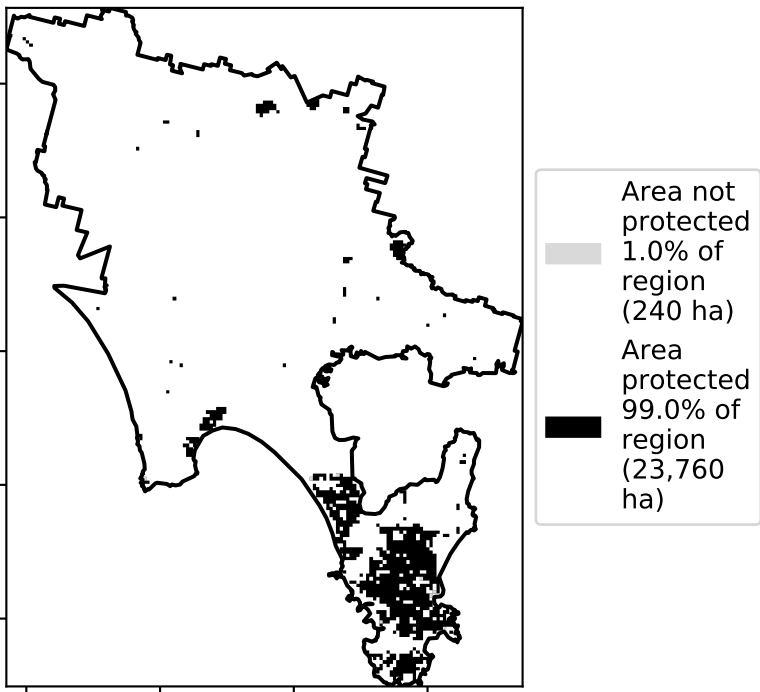 Area not
protected
1.0% of
region
(240 ha)
Area
protected
99.0% of
region
(23,760
ha)